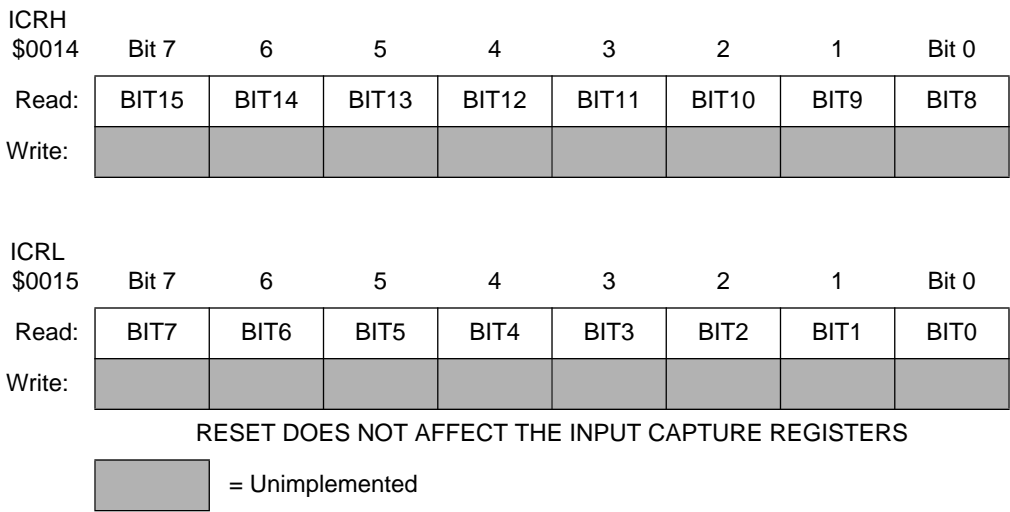 ICRH
$0014 Bit 7 6 5 4 3 2 1 Bit 0
Read: BIT15 BIT14 BIT13 BIT12 BIT11 BIT10 BIT9 BIT8
Write:
ICRL
$0015 Bit 7 6 5 4 3 2 1 Bit 0
Read: BIT7 BIT6 BIT5 BIT4 BIT3 BIT2 BIT1 BIT0
Write:
RESET DOES NOT AFFECT THE INPUT CAPTURE REGISTERS
= Unimplemented